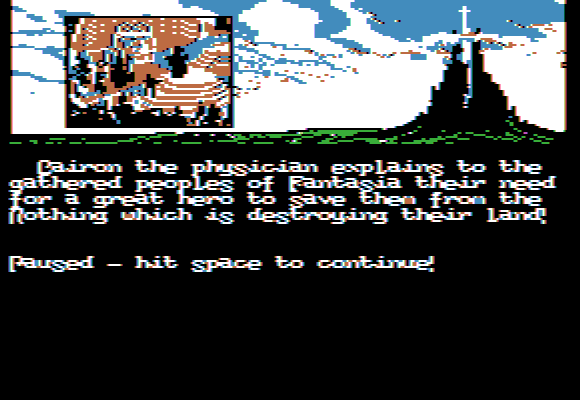 Cairon the physician explains to the
gathered peoples of Fantasia their need
for a great hero to save them from the
Nothing which is destroying their land!
Paused - hit space to continue!